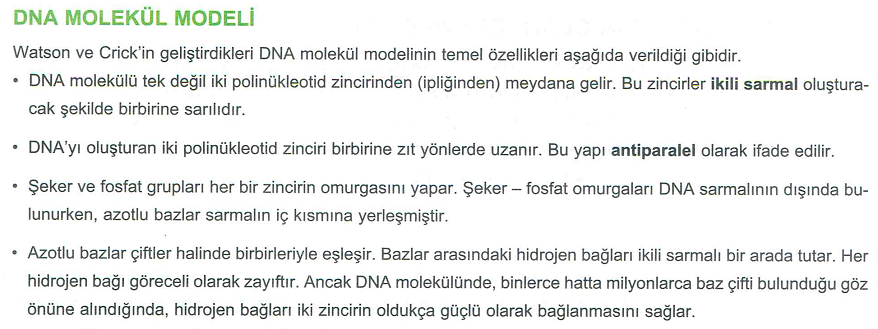 DNA MOLEKÜL MODELİ
Watson ve Crick'in geliştirdikleri DNA molekül modelinin temel özellikleri aşağıda verildiği gibidir.
• DNA molekülü tek değil iki polinükleotid zincirinden (ipliğinden) meydana gelir. Bu zincirler ikili sarmal oluştura-
cak şekilde birbirine sarılıdır.
• DNA'yı oluşturan iki polinükleotid zinciri birbirine zıt yönlerde uzanır. Bu yapı antiparalel olarak ifade edilir.
• Şeker ve fosfat grupları her bir zincirin omurgasını yapar. Şeker – fosfat omurgaları DNA sarmalının dışında bu-
lunurken, azotlu bazlar sarmalın iç kısmına yerleşmiştir.
• Azotlu bazlar çiftler halinde birbirleriyle eşleşir. Bazlar arasındaki hidrojen bağları ikili sarmalı bir arada tutar. Her
hidrojen bağı göreceli olarak zayıftır. Ancak DNA molekülünde, binlerce hatta milyonlarca baz çifti bulunduğu göz
önüne alındığında, hidrojen bağları iki zincirin oldukça güçlü olarak bağlanmasını sağlar.